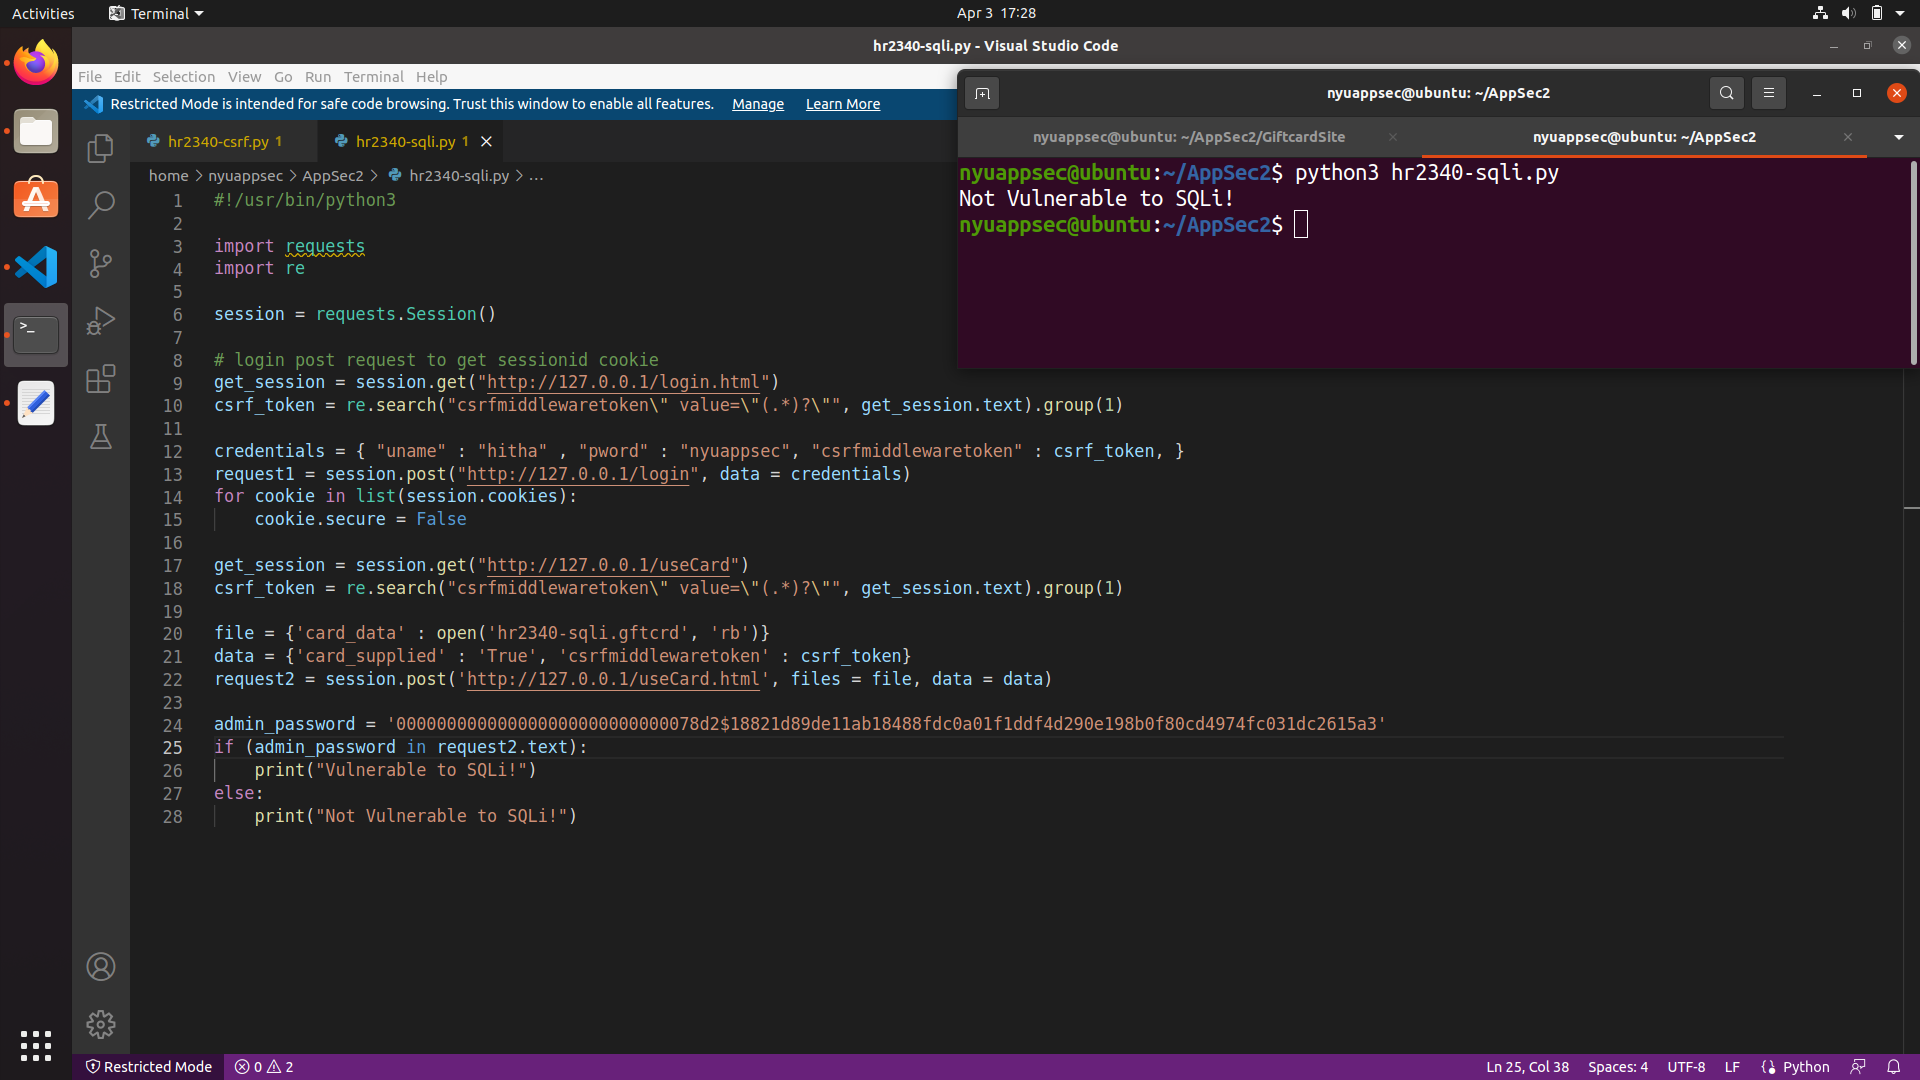 Activities
Terminal
Apr 3 17:28
hr2340-sqli.py - Visual Studio Code
File Edit Selection View Go Run Terminal Help
Restricted Mode is intended for safe code browsing. Trust this window to enable all features. Manage Learn More
hr2340-csrf.py 1
hr2340-sqli.py 1
home > nyuappsec > AppSec2 > hr2340-sqli.py > ...
1 #!/usr/bin/python3
2
3 import requests
4 import re
5
6 session = requests.Session()
7
8 # login post request to get sessionid cookie
9 get_session = session.get("http://127.0.0.1/login.html")
10 csrf_token = re.search("csrfmiddlewaretoken\" value=\"(.*)?\"", get_session.text).group(1)
11
12 credentials = { "uname" : "hitha" , "pword" : "nyuappsec", "csrfmiddlewaretoken" : csrf_token, }
13 request1 = session.post("http://127.0.0.1/login", data = credentials)
14 for cookie in list(session.cookies):
15     cookie.secure = False
16
17 get_session = session.get("http://127.0.0.1/useCard")
18 csrf_token = re.search("csrfmiddlewaretoken\" value=\"(.*)?\"", get_session.text).group(1)
19
20 file = {'card_data' : open('hr2340-sqli.gftcrd', 'rb')}
21 data = {'card_supplied' : 'True', 'csrfmiddlewaretoken' : csrf_token}
22 request2 = session.post('http://127.0.0.1/useCard.html', files = file, data = data)
23
24 admin_password = '000000000000000000000000000078d2$18821d89de11ab18488fdc0a01f1ddf4d290e198b0f80cd4974fc031dc2615a3'
25 if (admin_password in request2.text):
26     print("Vulnerable to SQLi!")
27 else:
28     print("Not Vulnerable to SQLi!")
nyuappsec@ubuntu: ~/AppSec2
nyuappsec@ubuntu: ~/AppSec2/GiftcardSite
nyuappsec@ubuntu: ~/AppSec2
nyuappsec@ubuntu:~/AppSec2$ python3 hr2340-sqli.py
Not Vulnerable to SQLi!
nyuappsec@ubuntu:~/AppSec2$
Restricted Mode 0 2
Ln 25, Col 38 Spaces: 4 UTF-8 LF Python